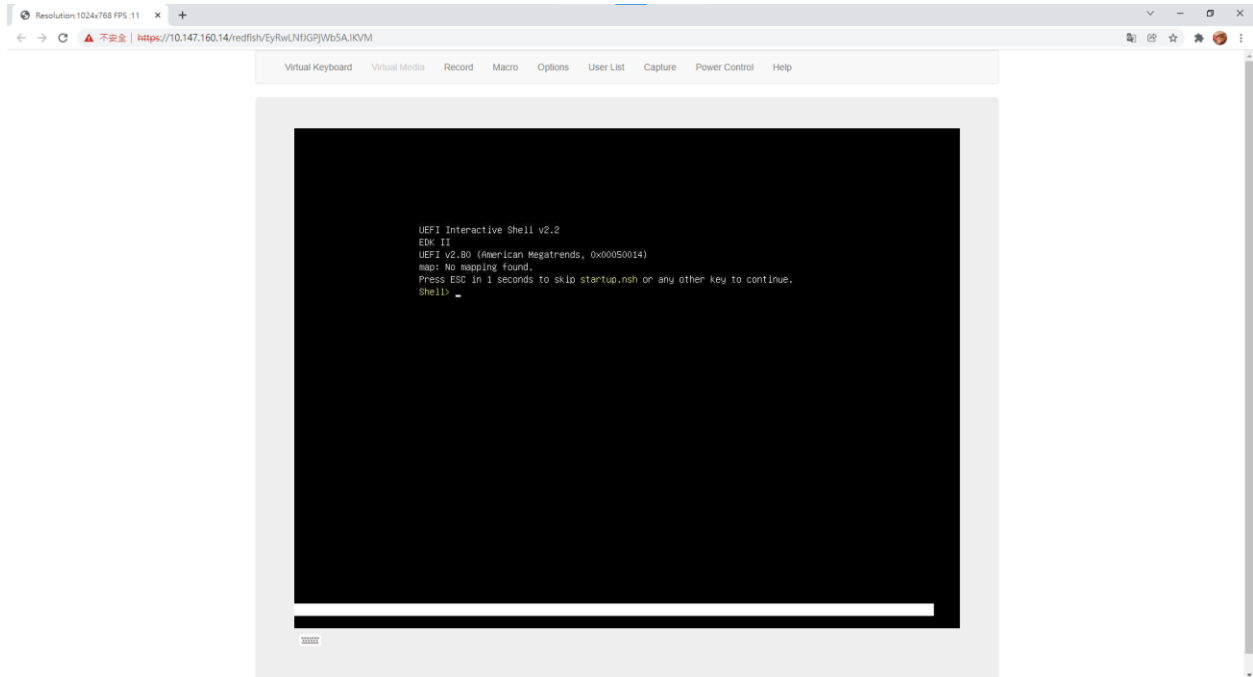 Resolution:1024x768 FPS :11
不安全 | https://10.147.160.14/redfish/EyRwLNfJGPjWb5A.IKVM
Virtual Keyboard Virtual Media Record Macro Options User List Capture Power Control Help
UEFI Interactive Shell v2.2
EDK II
UEFI v2.80 (American Megatrends, 0x00050014)
map: No mapping found.
Press ESC in 1 seconds to skip startup.nsh or any other key to continue.
Shell> _